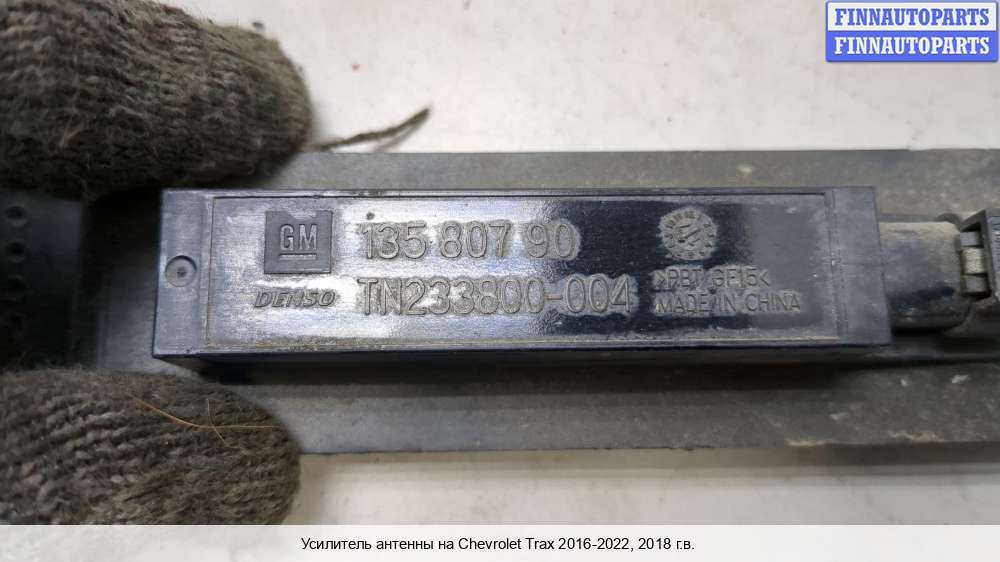 FINNAUTOPARTS
FINNAUTOPARTS
GM 135 807 90
DENSO TN233800-004
>PBT GF15<
MADE IN CHINA
Усилитель антенны на Chevrolet Trax 2016-2022, 2018 г.в.